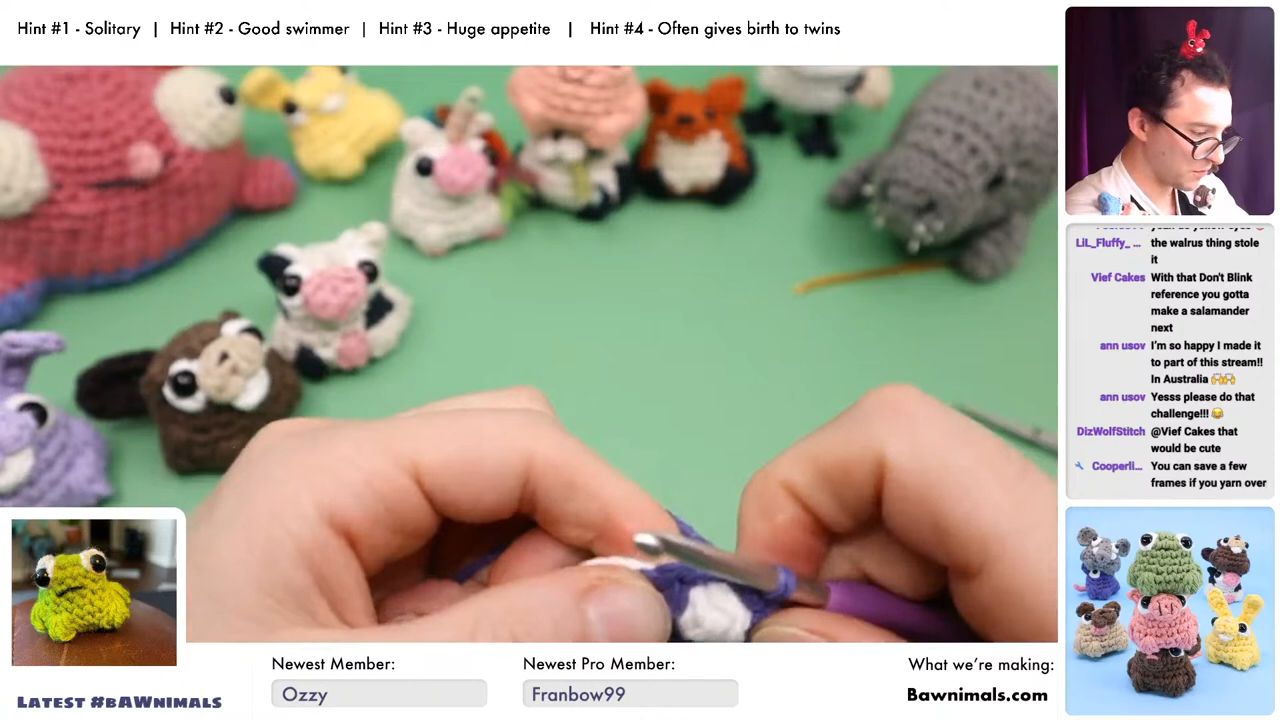 Hint #1 - Solitary | Hint #2 - Good swimmer | Hint #3 - Huge appetite | Hint #4 - Often gives birth to twins
LiL_Fluffy_ ... the walrus thing stole
it
Vief Cakes With that Don't Blink
reference you gotta
make a salamander
next
ann usov I'm so happy I made it
to part of this stream!!
In Australia 🙌🙌
ann usov Yesss please do that
challenge!!! 😂
DizWolfStitch @Vief Cakes that
would be cute
Cooperli... You can save a few
frames if you yarn over
Newest Member:
Ozzy
Newest Pro Member:
Franbow99
What we're making:
Bawnimals.com
LATEST #BAWNIMALS